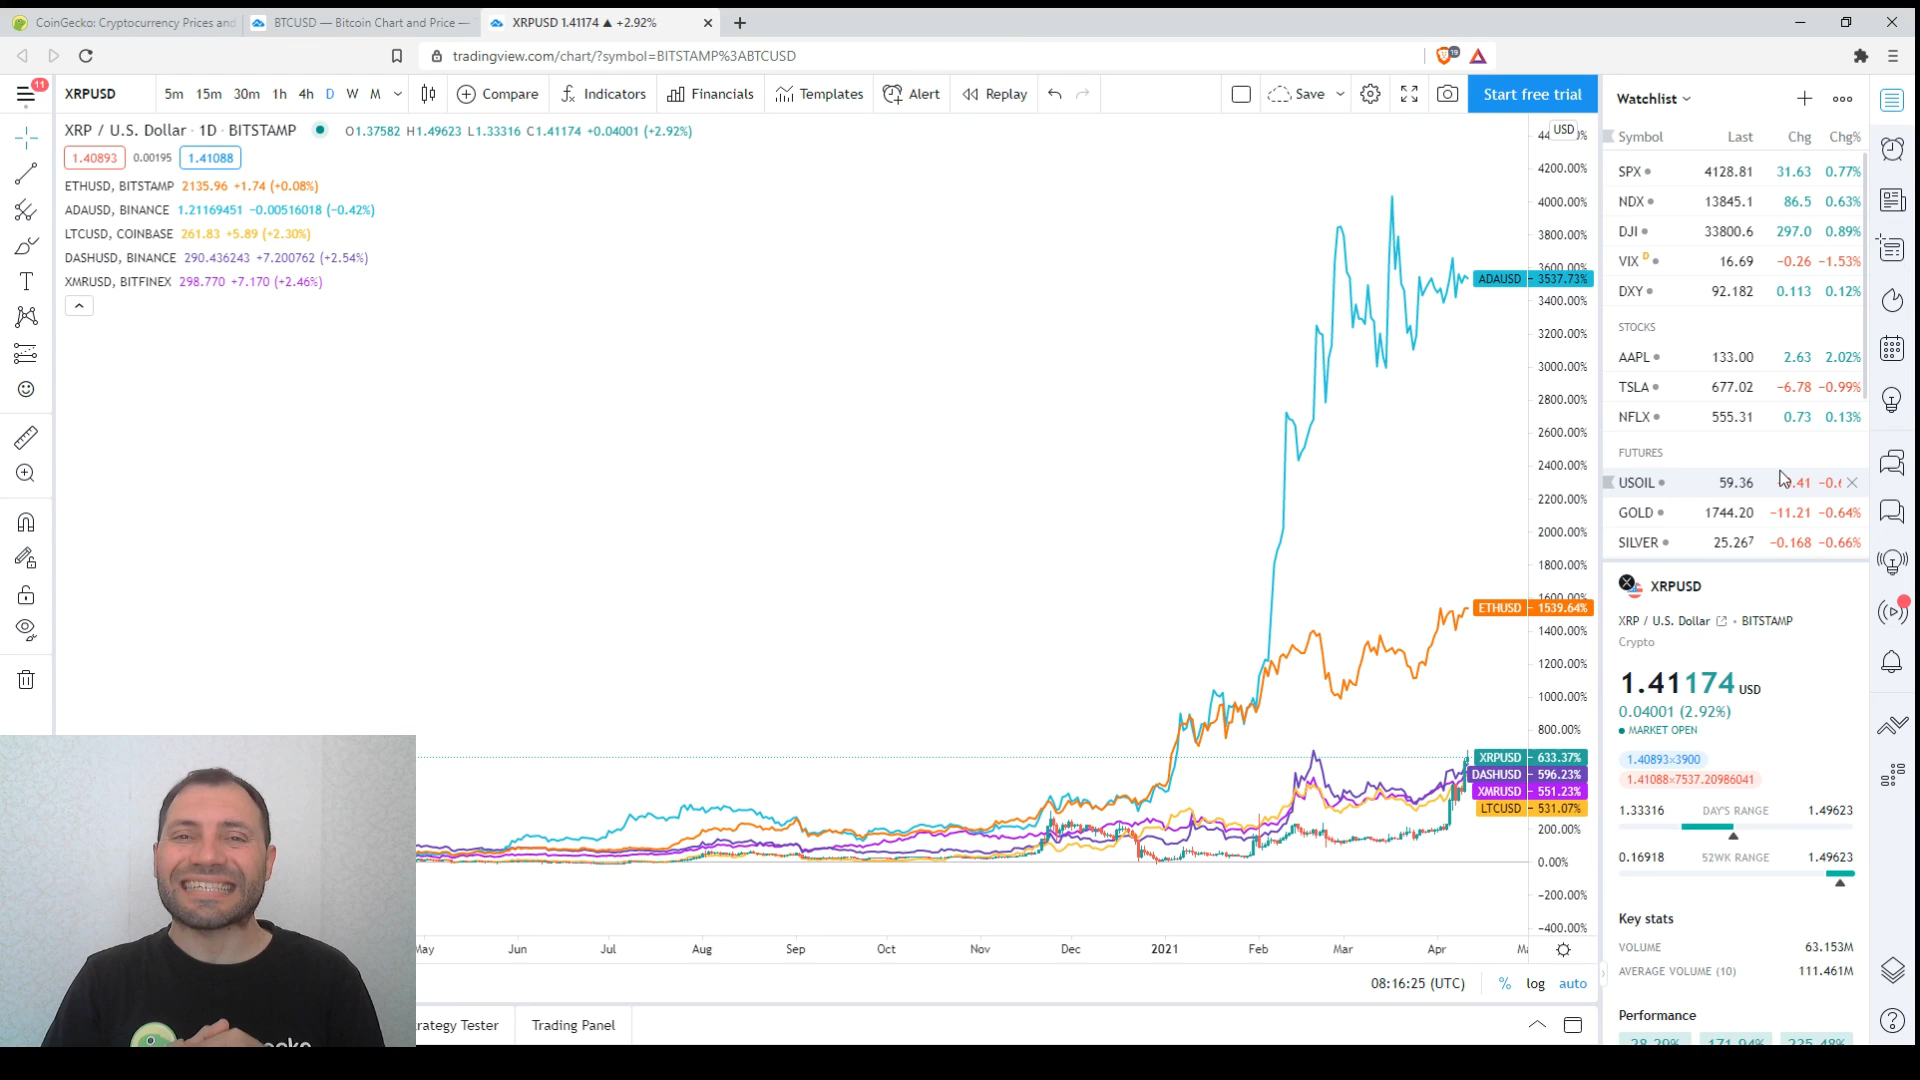 CoinGecko: Cryptocurrency Prices and
BTCUSD — Bitcoin Chart and Price —
XRPUSD 1.41174 ▲ +2.92%
tradingview.com/chart/?symbol=BITSTAMP%3ABTCUSD
19
11
XRPUSD 5m 15m 30m 1h 4h D W M Compare Indicators Financials Templates Alert Replay Save Start free trial
XRP / U.S. Dollar · 1D · BITSTAMP O1.37582 H1.49623 L1.33316 C1.41174 +0.04001 (+2.92%)
1.40893 0.00195 1.41088
ETHUSD, BITSTAMP 2135.96 +1.74 (+0.08%)
ADAUSD, BINANCE 1.21169451 −0.00516018 (−0.42%)
LTCUSD, COINBASE 261.83 +5.89 (+2.30%)
DASHUSD, BINANCE 290.436243 +7.200762 (+2.54%)
XMRUSD, BITFINEX 298.770 +7.170 (+2.46%)
USD
4200.00%
4000.00%
3800.00%
ADAUSD 3537.73%
3400.00%
3200.00%
3000.00%
2800.00%
2600.00%
2400.00%
2200.00%
2000.00%
1800.00%
ETHUSD 1539.64%
1400.00%
1200.00%
1000.00%
800.00%
XRPUSD 633.37%
DASHUSD 596.23%
XMRUSD 551.23%
LTCUSD 531.07%
200.00%
0.00%
−200.00%
−400.00%
May Jun Jul Aug Sep Oct Nov Dec 2021 Feb Mar Apr
08:16:25 (UTC) % log auto
rategy Tester Trading Panel
Watchlist
Symbol Last Chg Chg%
SPX 4128.81 31.63 0.77%
NDX 13845.1 86.5 0.63%
DJI 33800.6 297.0 0.89%
VIX D 16.69 −0.26 −1.53%
DXY 92.182 0.113 0.12%
STOCKS
AAPL 133.00 2.63 2.02%
TSLA 677.02 −6.78 −0.99%
NFLX 555.31 0.73 0.13%
FUTURES
USOIL 59.36 .41 −0.
GOLD 1744.20 −11.21 −0.64%
SILVER 25.267 −0.168 −0.66%
XRPUSD
XRP / U.S. Dollar • BITSTAMP
Crypto
1.41174 USD
0.04001 (2.92%)
MARKET OPEN
1.40893×3900
1.41088×7537.20986041
1.33316 DAY'S RANGE 1.49623
0.16918 52WK RANGE 1.49623
Key stats
VOLUME 63.153M
AVERAGE VOLUME (10) 111.461M
Performance
28.29% 171.94% 225.48%